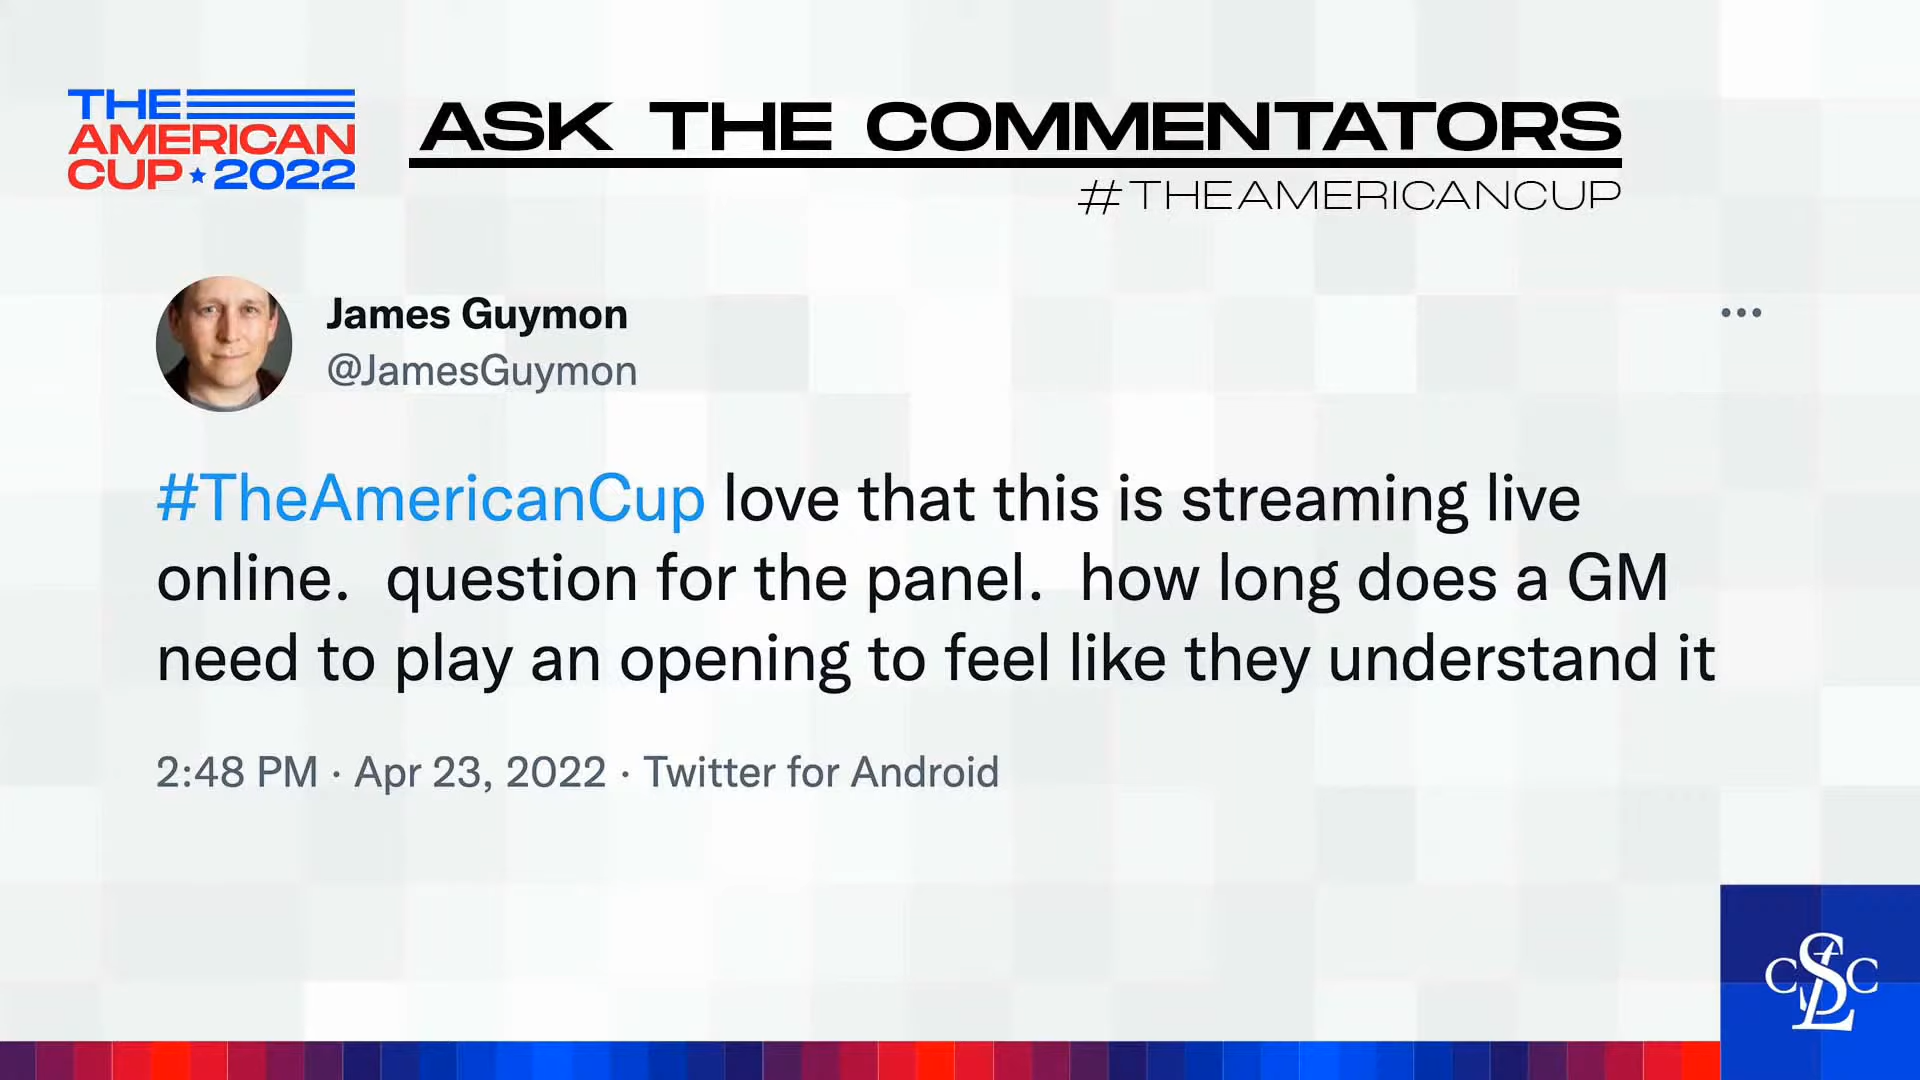 THE
AMERICAN
CUP★2022
ASK THE COMMENTATORS
#THEAMERICANCUP
James Guymon
@JamesGuymon
#TheAmericanCup love that this is streaming live
online.  question for the panel.  how long does a GM
need to play an opening to feel like they understand it
2:48 PM · Apr 23, 2022 · Twitter for Android
CSTLC